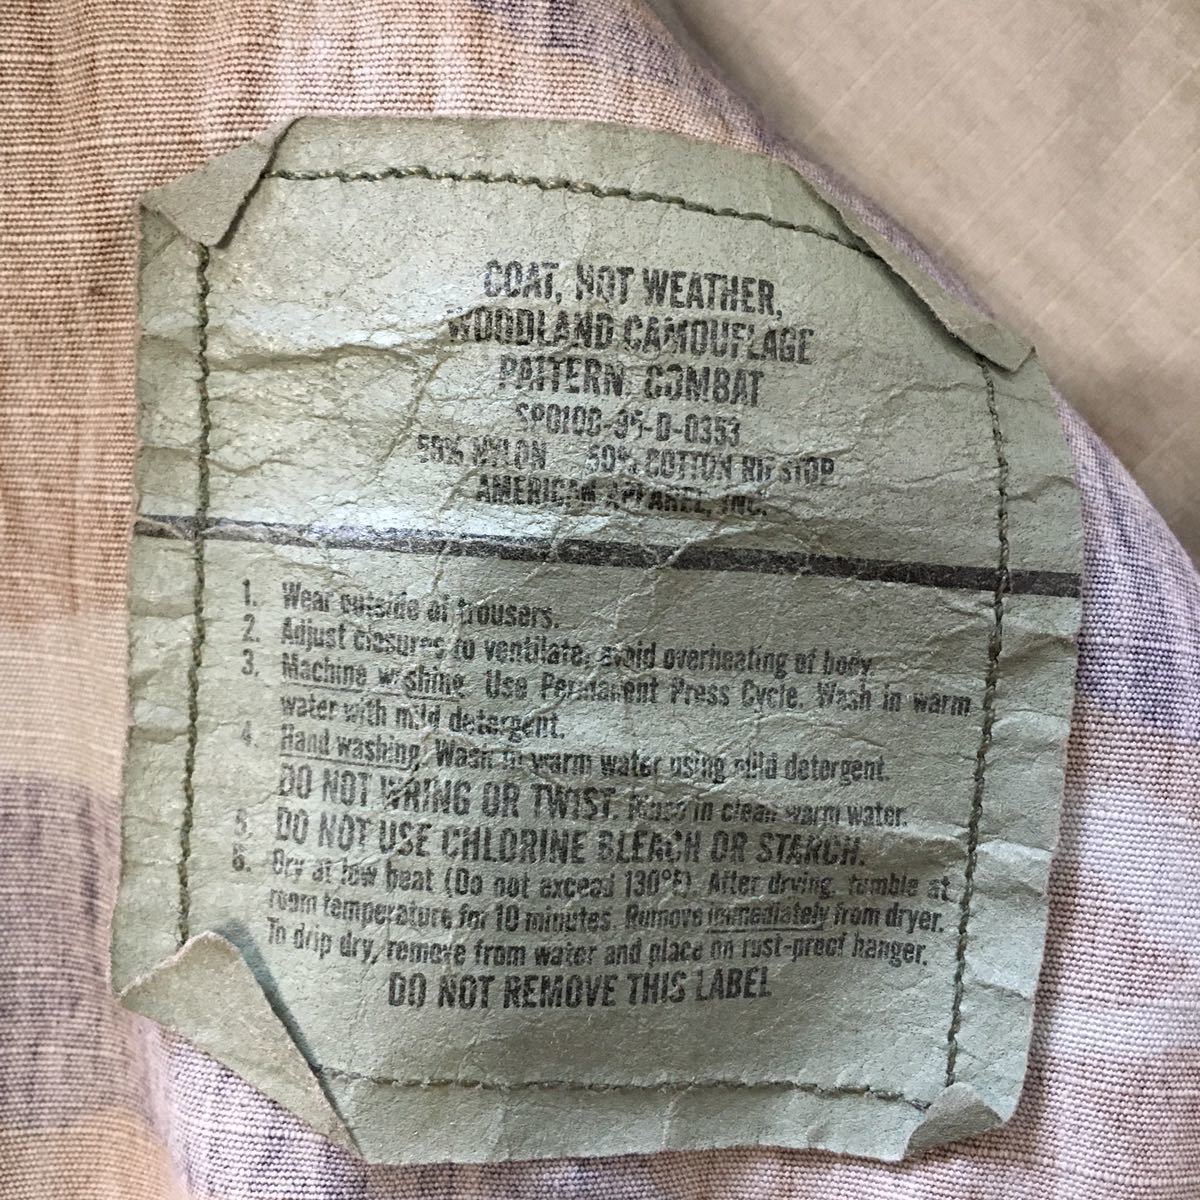 COAT, HOT WEATHER,
WOODLAND CAMOUFLAGE
PATTERN: COMBAT
SPO100-95-D-0353
50% NYLON 50% COTTON RIP STOP
AMERICAN APPAREL, INC.
1. Wear outside of trousers.
2. Adjust closures to ventilate, avoid overheating of body.
3. Machine washing. Use Permanent Press Cycle. Wash in warm
water with mild detergent.
4. Hand washing. Wash in warm water using mild detergent.
DO NOT WRING OR TWIST. Rinse in clean warm water.
5. DO NOT USE CHLORINE BLEACH OR STARCH.
6. Dry at low heat (Do not exceed 130°F). After drying, tumble at
room temperature for 10 minutes. Remove immediately from dryer.
To drip dry, remove from water and place on rust-proof hanger.
DO NOT REMOVE THIS LABEL